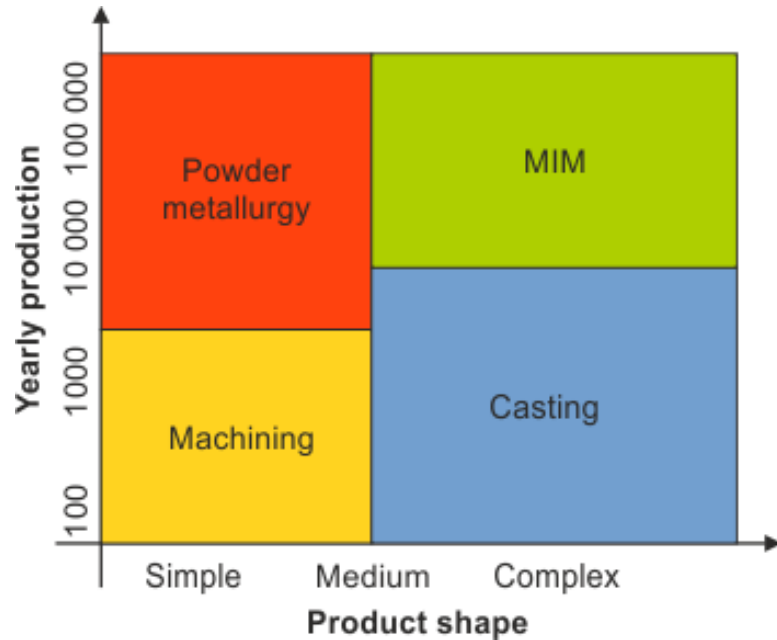 Yearly production
100 000
10 000
1000
100
Powder
metallurgy
MIM
Machining
Casting
Simple
Medium
Complex
Product shape